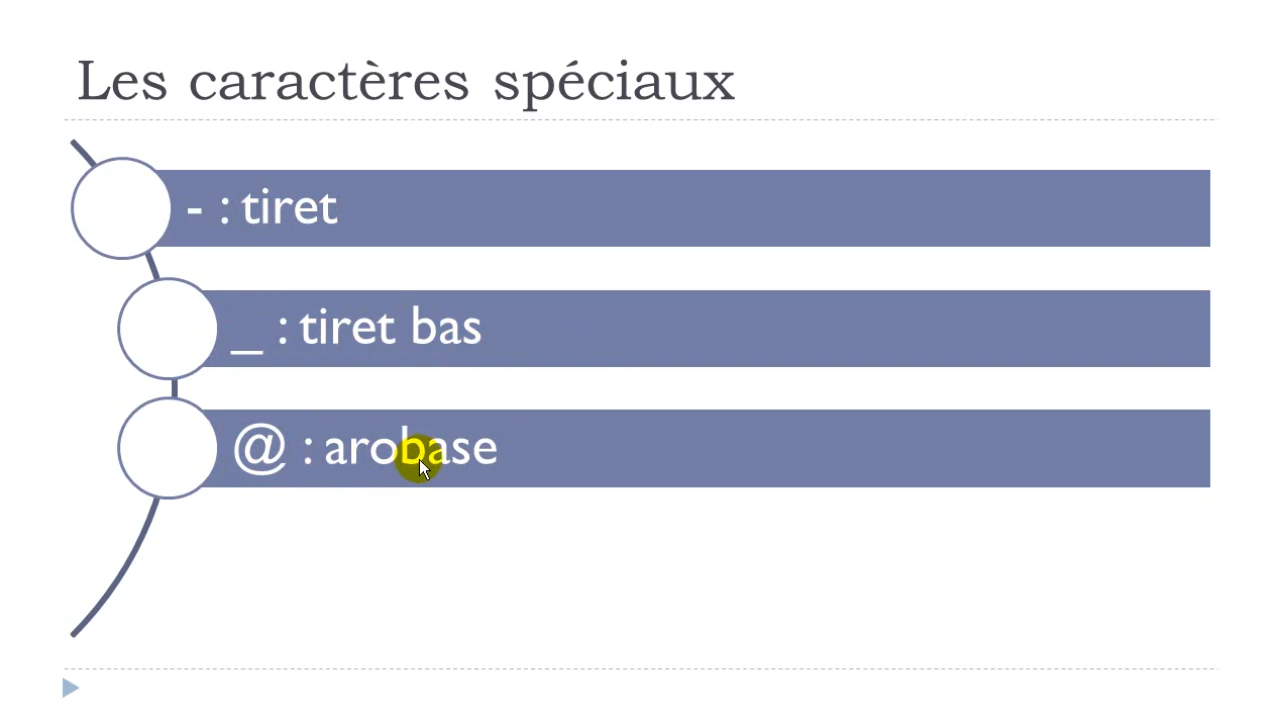 Les caractères spéciaux
- : tiret
_ : tiret bas
@ : arobase